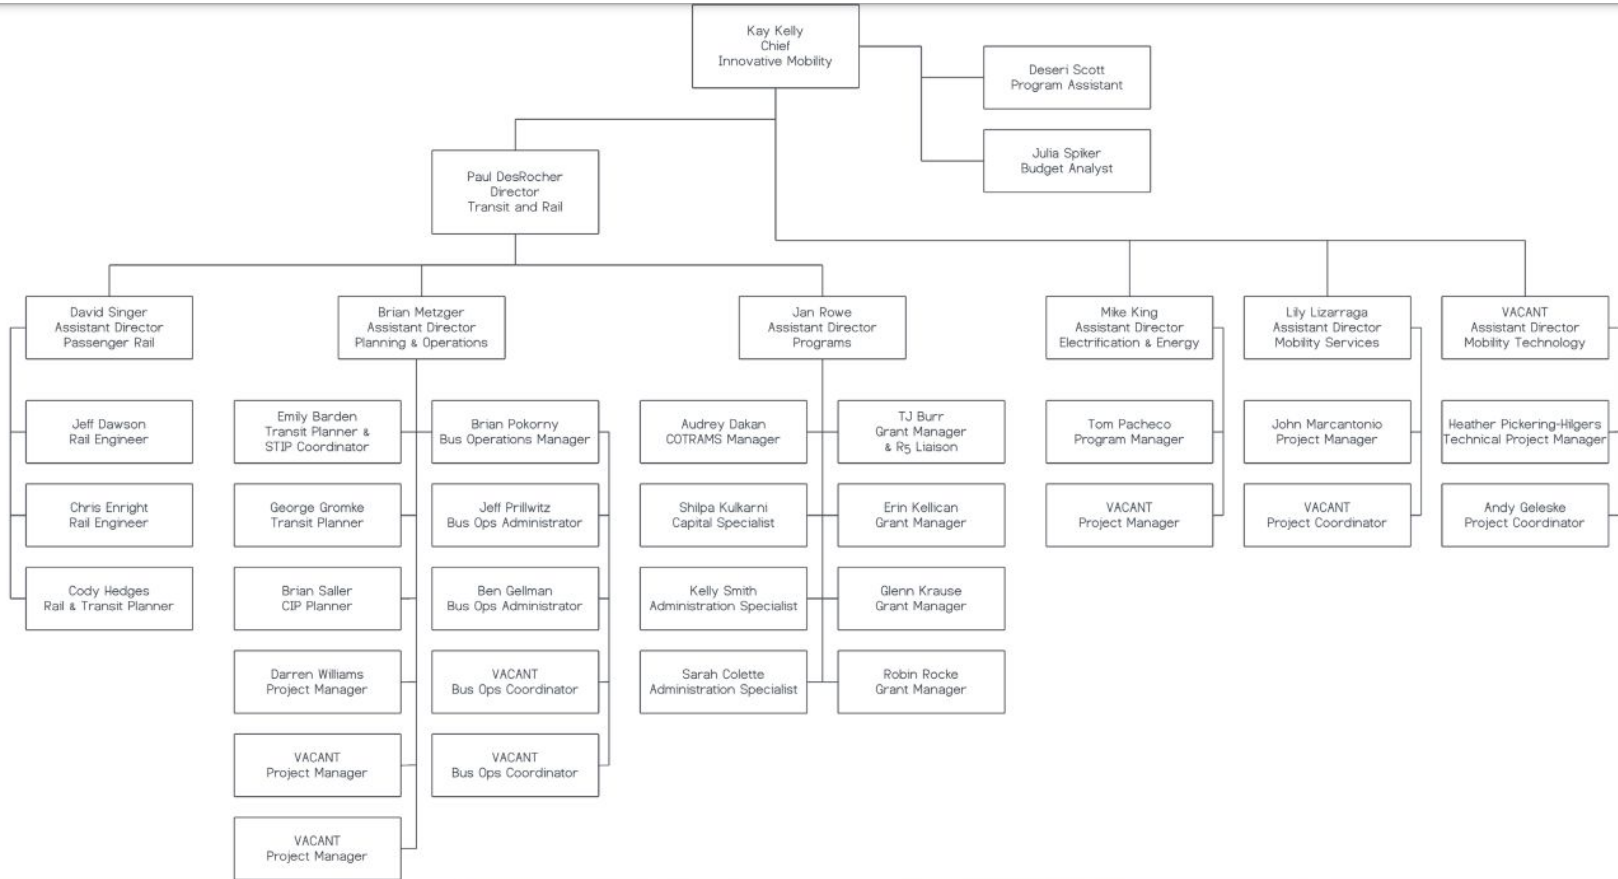 Kay Kelly
Chief
Innovative Mobility
Deseri Scott
Program Assistant
Julia Spiker
Budget Analyst
Paul DesRocher
Director
Transit and Rail
David Singer
Assistant Director
Passenger Rail
Brian Metzger
Assistant Director
Planning & Operations
Jan Rowe
Assistant Director
Programs
Mike King
Assistant Director
Electrification & Energy
Lily Lizarraga
Assistant Director
Mobility Services
VACANT
Assistant Director
Mobility Technology
Jeff Dawson
Rail Engineer
Emily Barden
Transit Planner &
STIP Coordinator
Brian Pokorny
Bus Operations Manager
Audrey Dakan
COTRAMS Manager
TJ Burr
Grant Manager
& R5 Liaison
Tom Pacheco
Program Manager
John Marcantonio
Project Manager
Heather Pickering-Hilgers
Technical Project Manager
Chris Enright
Rail Engineer
George Gromke
Transit Planner
Jeff Prillwitz
Bus Ops Administrator
Shilpa Kulkarni
Capital Specialist
Erin Kellican
Grant Manager
VACANT
Project Manager
VACANT
Project Coordinator
Andy Geleske
Project Coordinator
Cody Hedges
Rail & Transit Planner
Brian Saller
CIP Planner
Ben Gellman
Bus Ops Administrator
Kelly Smith
Administration Specialist
Glenn Krause
Grant Manager
Darren Williams
Project Manager
VACANT
Bus Ops Coordinator
Sarah Colette
Administration Specialist
Robin Rocke
Grant Manager
VACANT
Project Manager
VACANT
Bus Ops Coordinator
VACANT
Project Manager